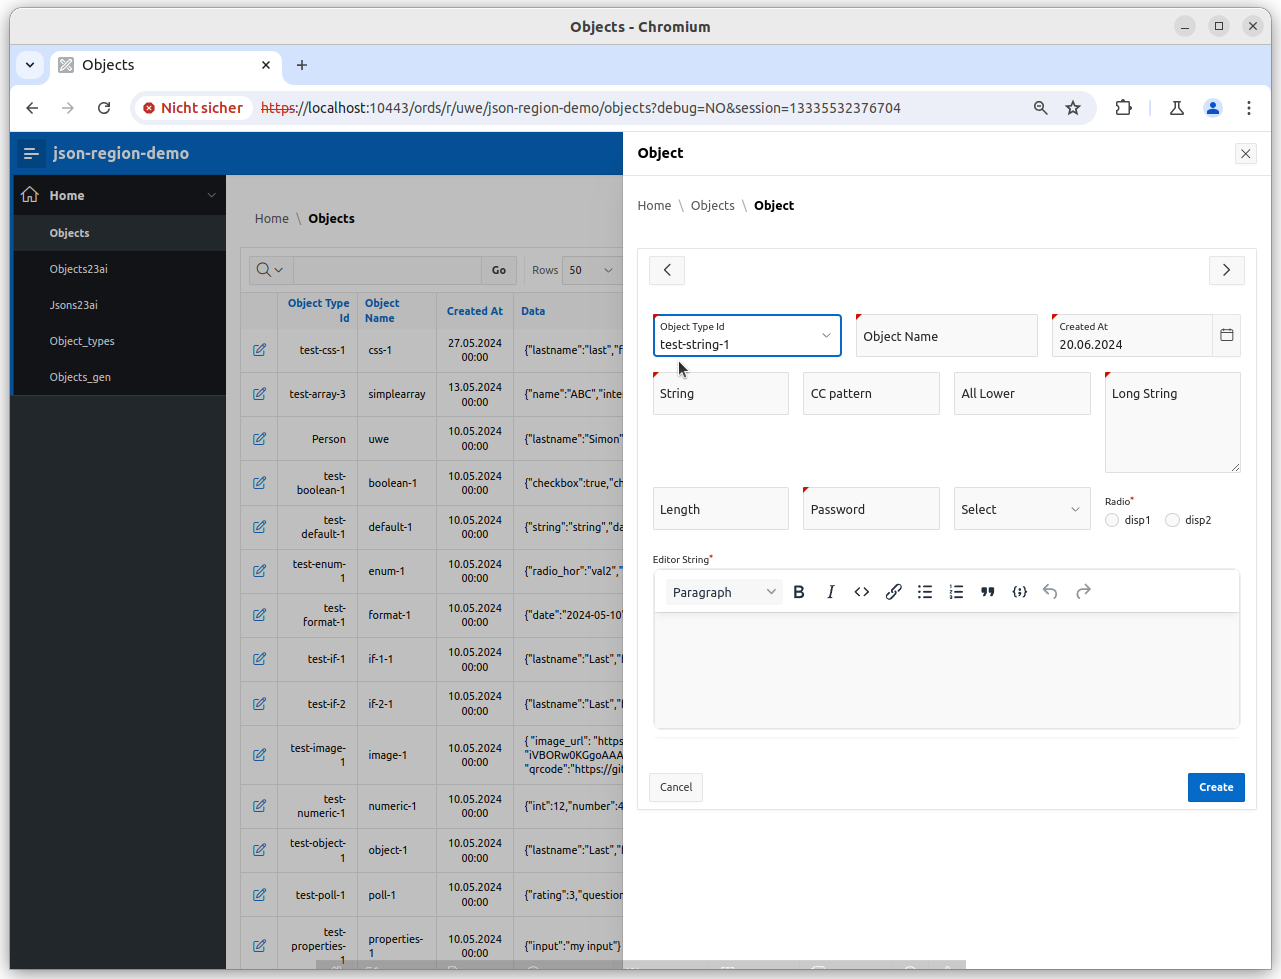 Objects - Chromium
Objects
Nicht sicher https://localhost:10443/ords/r/uwe/json-region-demo/objects?debug=NO&session=13335532376704
json-region-demo
Home
Objects
Objects23ai
Jsons23ai
Object_types
Objects_gen
Home \ Objects
Go Rows 50
Object Type Id Object Name Created At Data
test-css-1 css-1 27.05.2024 00:00 {"lastname":"last","f
test-array-3 simplearray 13.05.2024 00:00 {"name":"ABC","inte
Person uwe 10.05.2024 00:00 {"lastname":"Simon"
test-boolean-1 boolean-1 10.05.2024 00:00 {"checkbox":true,"ch
test-default-1 default-1 10.05.2024 00:00 {"string":"string","da
test-enum-1 enum-1 10.05.2024 00:00 {"radio_hor":"val2","
test-format-1 format-1 10.05.2024 00:00 {"date":"2024-05-10"
test-if-1 if-1-1 10.05.2024 00:00 {"lastname":"Last","
test-if-2 if-2-1 10.05.2024 00:00 {"lastname":"Last","
test-image-1 image-1 10.05.2024 00:00 { "image_url": "https
"iVBORw0KGgoAAA
"qrcode":"https://git
test-numeric-1 numeric-1 10.05.2024 00:00 {"int":12,"number":4
test-object-1 object-1 10.05.2024 00:00 {"lastname":"Last","
test-poll-1 poll-1 10.05.2024 00:00 {"rating":3,"question
test-properties-1 properties-1 10.05.2024 00:00 {"input":"my input"}
Object
Home \ Objects \ Object
Object Type Id
test-string-1
Object Name
Created At
20.06.2024
String CC pattern All Lower Long String
Length Password Select Radio*
disp1 disp2
Editor String*
Paragraph B I
Cancel Create